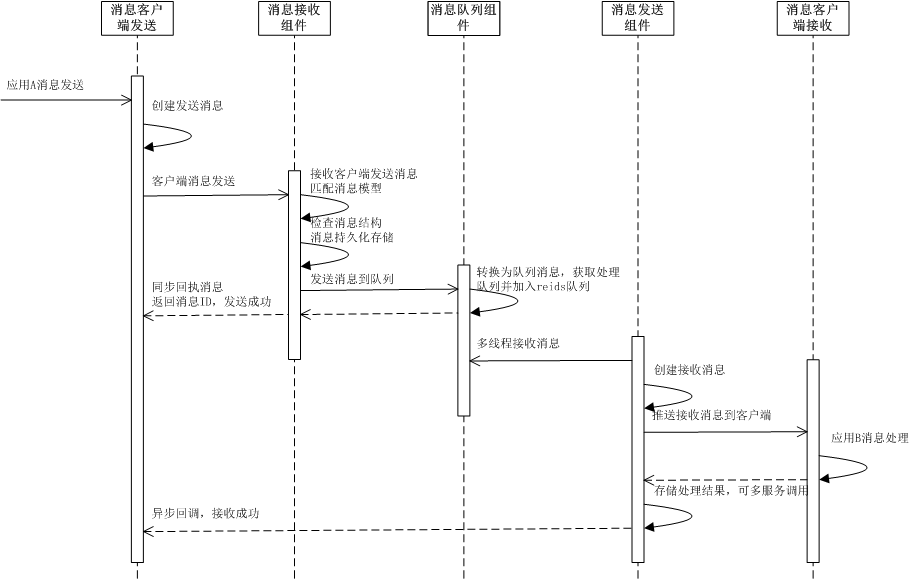 消息客户
端发送
消息接收
组件
消息队列组
件
消息发送
组件
消息客户
端接收
应用A消息发送
创建发送消息
客户端消息发送
接收客户端发送消息
匹配消息模型
检查消息结构
消息持久化存储
发送消息到队列
转换为队列消息，获取处理
队列并加入reids队列
同步回执消息
返回消息ID，发送成功
多线程接收消息
创建接收消息
推送接收消息到客户端
应用B消息处理
存储处理结果，可多服务调用
异步回调，接收成功